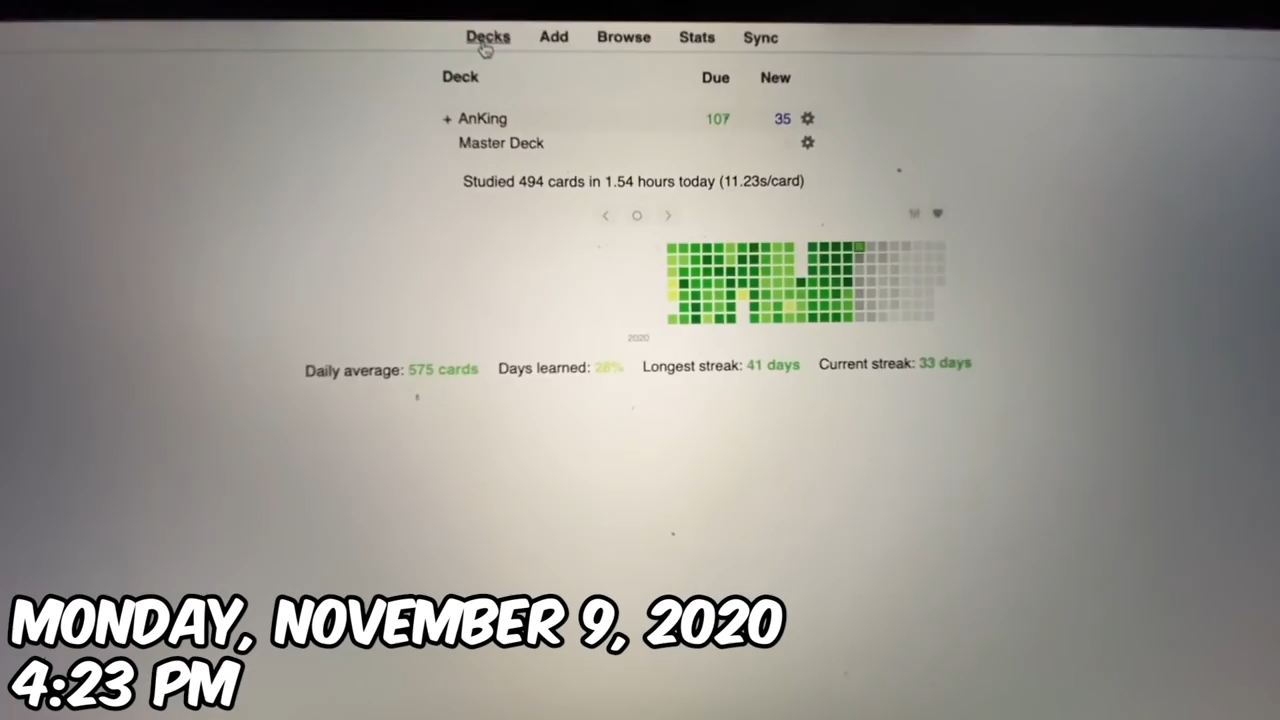 Decks Add Browse Stats Sync
Deck Due New
+ AnKing 107 35
Master Deck
Studied 494 cards in 1.54 hours today (11.23s/card)
2020
Daily average: 575 cards Days learned: 28% Longest streak: 41 days Current streak: 33 days
MONDAY, NOVEMBER 9, 2020
4:23 PM